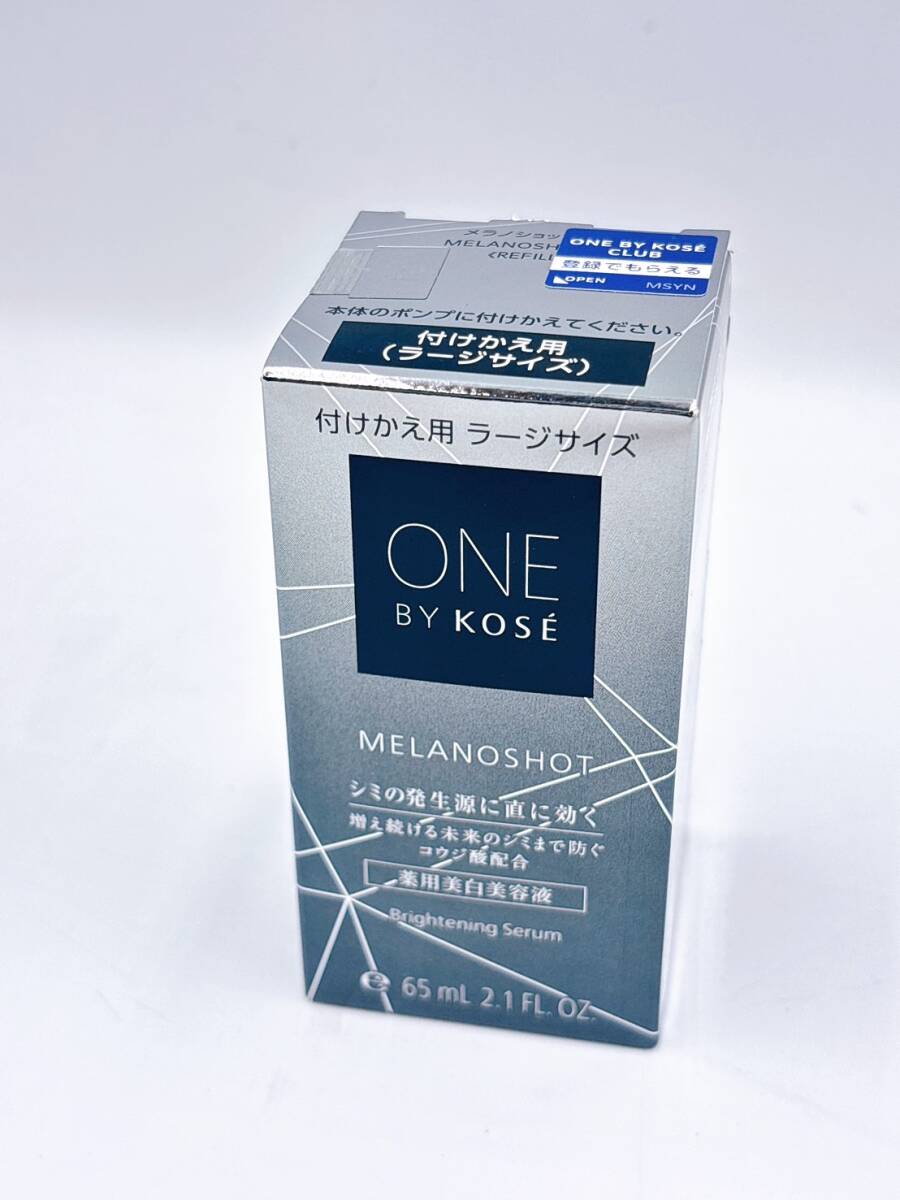 メラノショッ
MELANOSH
《REFILL
ONE BY KOSÉ
CLUB
登録でもらえる
OPEN MSYN
本体のポンプに付けかえてください。
付けかえ用
（ラージサイズ）
付けかえ用 ラージサイズ
ONE
BY KOSÉ
MELANOSHOT
シミの発生源に直に効く
増え続ける未来のシミまで防ぐ
コウジ酸配合
薬用美白美容液
Brightening Serum
℮ 65 mL 2.1 FL. OZ.